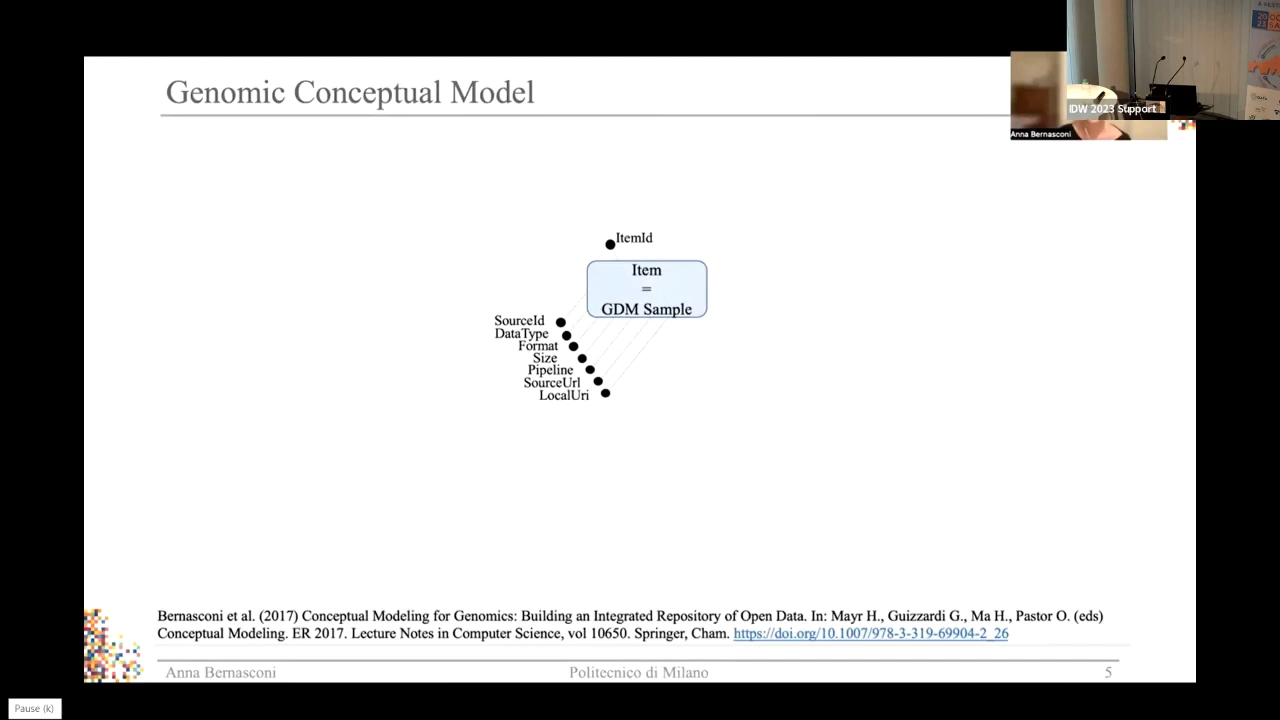 Genomic Conceptual Model
IDW 2023 Support
Anna Bernasconi
ItemId
Item
=
GDM Sample
SourceId
DataType
Format
Size
Pipeline
SourceUrl
LocalUri
Bernasconi et al. (2017) Conceptual Modeling for Genomics: Building an Integrated Repository of Open Data. In: Mayr H., Guizzardi G., Ma H., Pastor O. (eds)
Conceptual Modeling. ER 2017. Lecture Notes in Computer Science, vol 10650. Springer, Cham. https://doi.org/10.1007/978-3-319-69904-2_26
Anna Bernasconi
Politecnico di Milano
5
Pause (k)